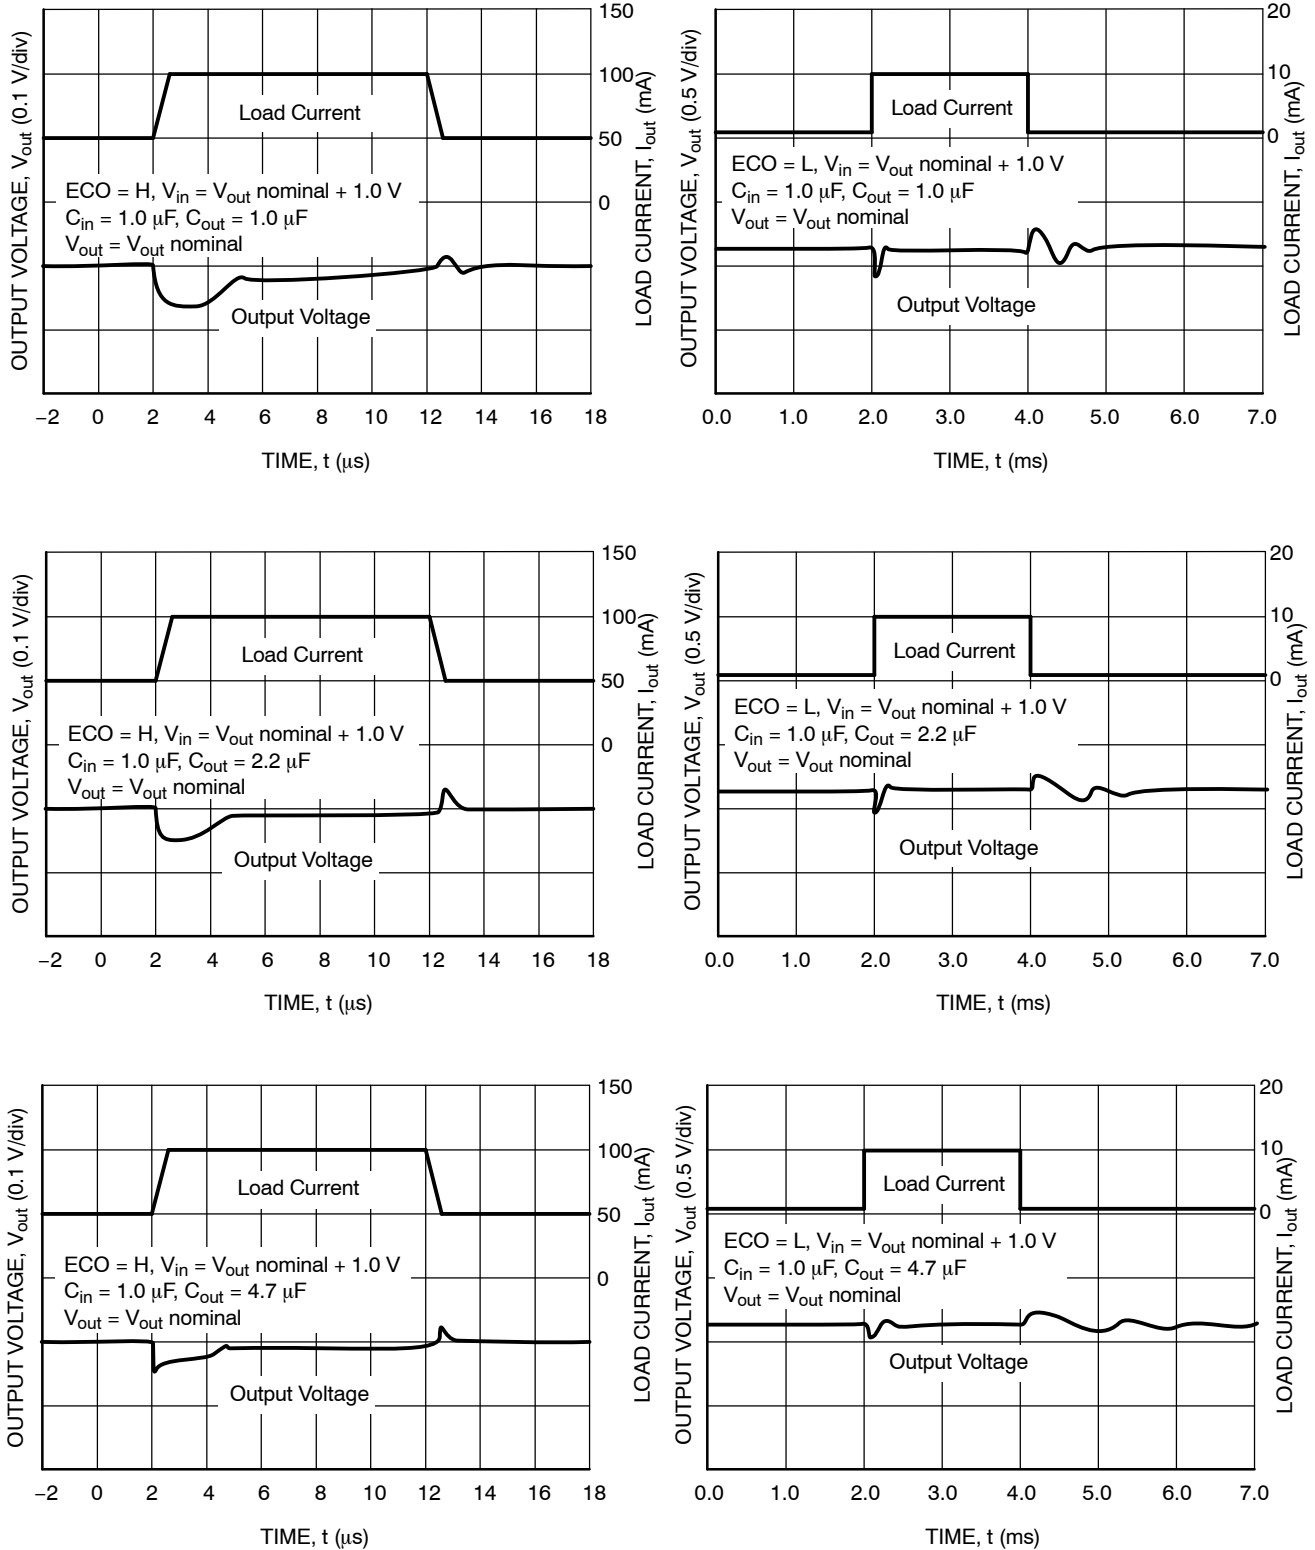 OUTPUT VOLTAGE, Vout (0.1 V/div)
150
100
50
0
LOAD CURRENT, Iout (mA)
Load Current
ECO = H, Vin = Vout nominal + 1.0 V
Cin = 1.0 μF, Cout = 1.0 μF
Vout = Vout nominal
Output Voltage
−2 0 2 4 6 8 10 12 14 16 18
TIME, t (μs)
OUTPUT VOLTAGE, Vout (0.5 V/div)
20
10
0
LOAD CURRENT, Iout (mA)
Load Current
ECO = L, Vin = Vout nominal + 1.0 V
Cin = 1.0 μF, Cout = 1.0 μF
Vout = Vout nominal
Output Voltage
0.0 1.0 2.0 3.0 4.0 5.0 6.0 7.0
TIME, t (ms)
OUTPUT VOLTAGE, Vout (0.1 V/div)
150
100
50
0
LOAD CURRENT, Iout (mA)
Load Current
ECO = H, Vin = Vout nominal + 1.0 V
Cin = 1.0 μF, Cout = 2.2 μF
Vout = Vout nominal
Output Voltage
−2 0 2 4 6 8 10 12 14 16 18
TIME, t (μs)
OUTPUT VOLTAGE, Vout (0.5 V/div)
20
10
0
LOAD CURRENT, Iout (mA)
Load Current
ECO = L, Vin = Vout nominal + 1.0 V
Cin = 1.0 μF, Cout = 2.2 μF
Vout = Vout nominal
Output Voltage
0.0 1.0 2.0 3.0 4.0 5.0 6.0 7.0
TIME, t (ms)
OUTPUT VOLTAGE, Vout (0.1 V/div)
150
100
50
0
LOAD CURRENT, Iout (mA)
Load Current
ECO = H, Vin = Vout nominal + 1.0 V
Cin = 1.0 μF, Cout = 4.7 μF
Vout = Vout nominal
Output Voltage
−2 0 2 4 6 8 10 12 14 16 18
TIME, t (μs)
OUTPUT VOLTAGE, Vout (0.5 V/div)
20
10
0
LOAD CURRENT, Iout (mA)
Load Current
ECO = L, Vin = Vout nominal + 1.0 V
Cin = 1.0 μF, Cout = 4.7 μF
Vout = Vout nominal
Output Voltage
0.0 1.0 2.0 3.0 4.0 5.0 6.0 7.0
TIME, t (ms)